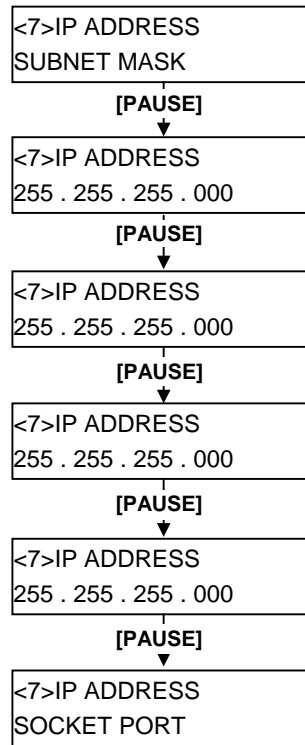 <7>IP ADDRESS
SUBNET MASK
[PAUSE]
<7>IP ADDRESS
255 . 255 . 255 . 000
[PAUSE]
<7>IP ADDRESS
255 . 255 . 255 . 000
[PAUSE]
<7>IP ADDRESS
255 . 255 . 255 . 000
[PAUSE]
<7>IP ADDRESS
255 . 255 . 255 . 000
[PAUSE]
<7>IP ADDRESS
SOCKET PORT